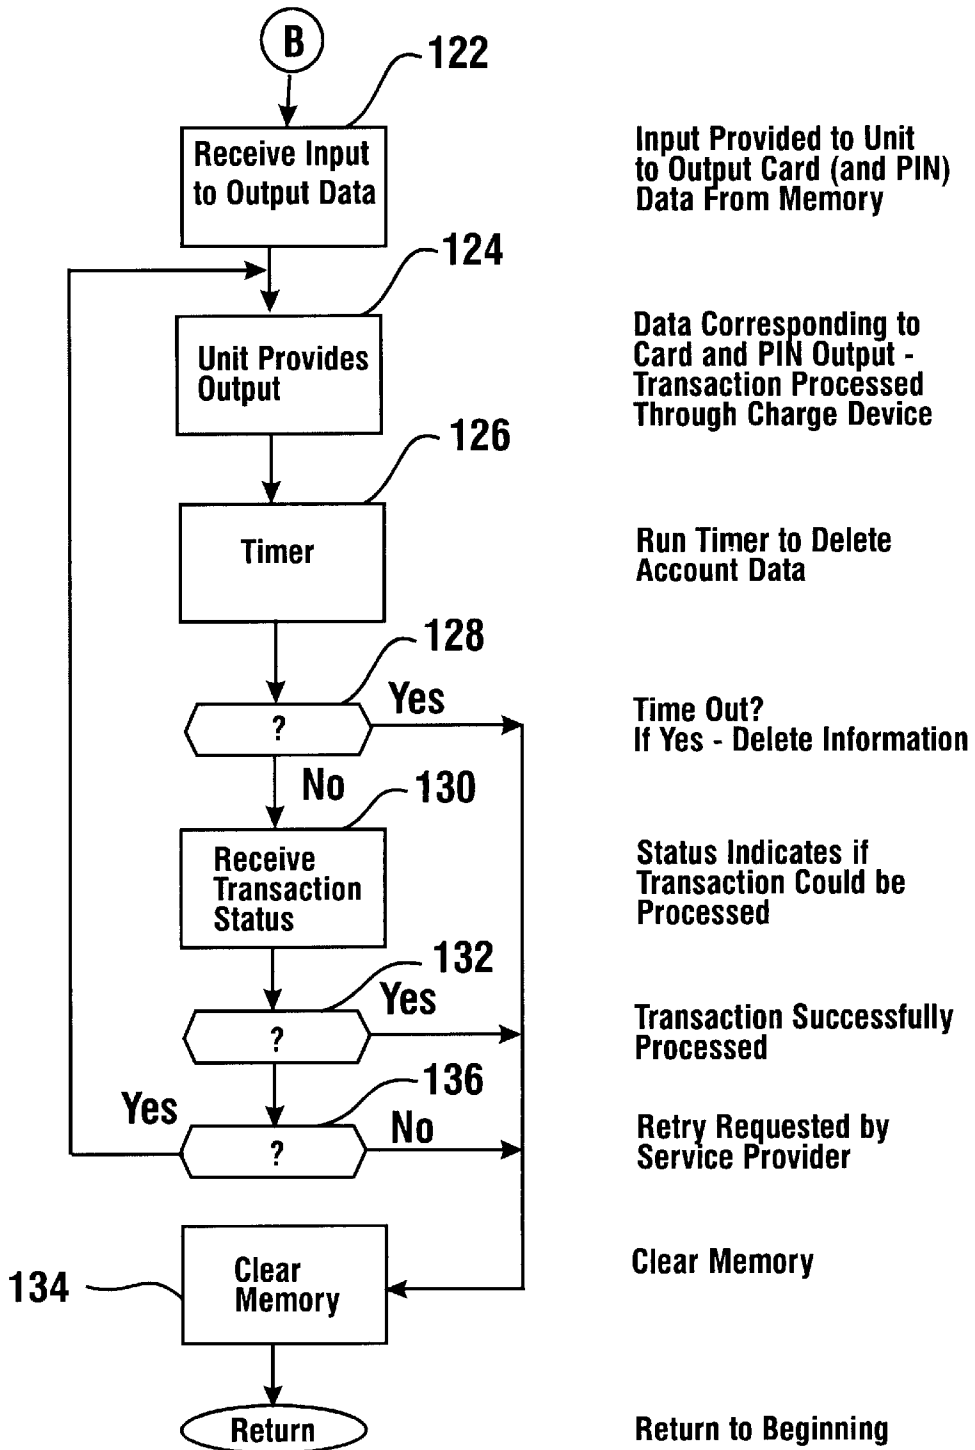 B
122
Receive Input
to Output Data
Input Provided to Unit
to Output Card (and PIN)
Data From Memory
124
Unit Provides
Output
Data Corresponding to
Card and PIN Output -
Transaction Processed
Through Charge Device
126
Timer
Run Timer to Delete
Account Data
128
?
Yes
Time Out?
If Yes - Delete Information
No
130
Receive
Transaction
Status
Status Indicates if
Transaction Could be
Processed
132
?
Yes
Transaction Successfully
Processed
136
Yes
?
No
Retry Requested by
Service Provider
134
Clear
Memory
Clear Memory
Return
Return to Beginning